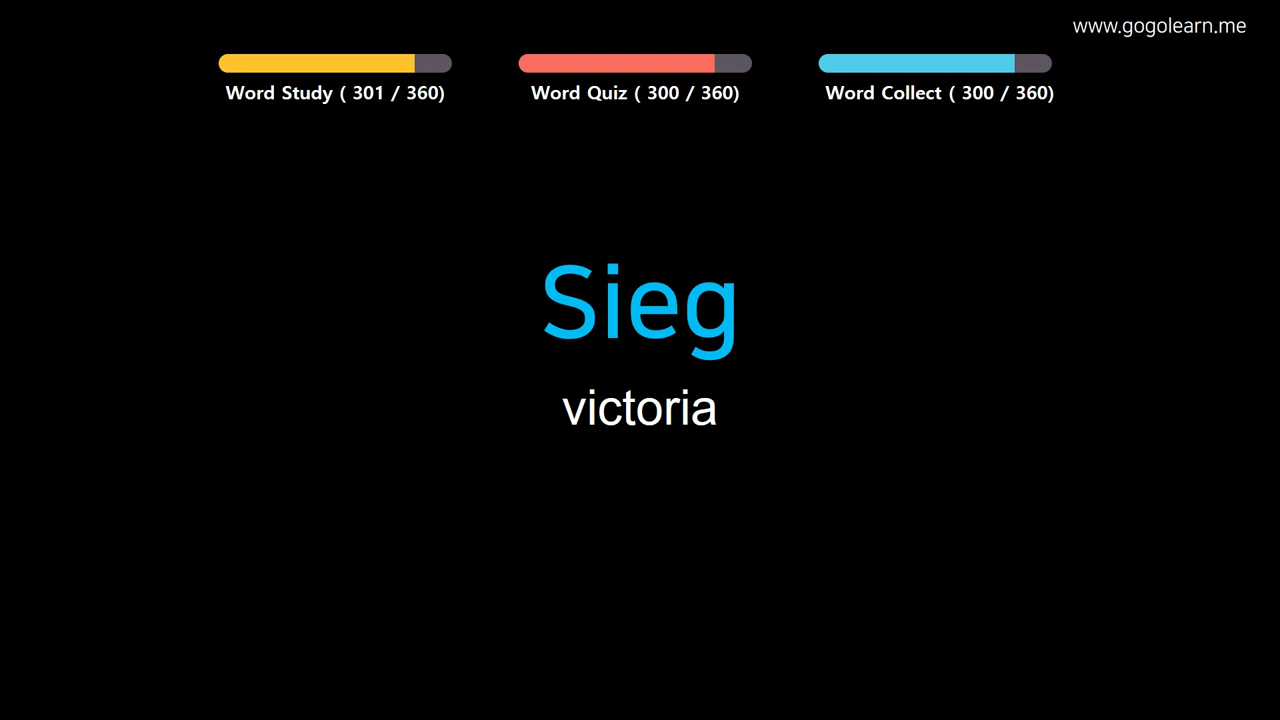 www.gogolearn.me
Word Study ( 301 / 360)
Word Quiz ( 300 / 360)
Word Collect ( 300 / 360)
Sieg
victoria